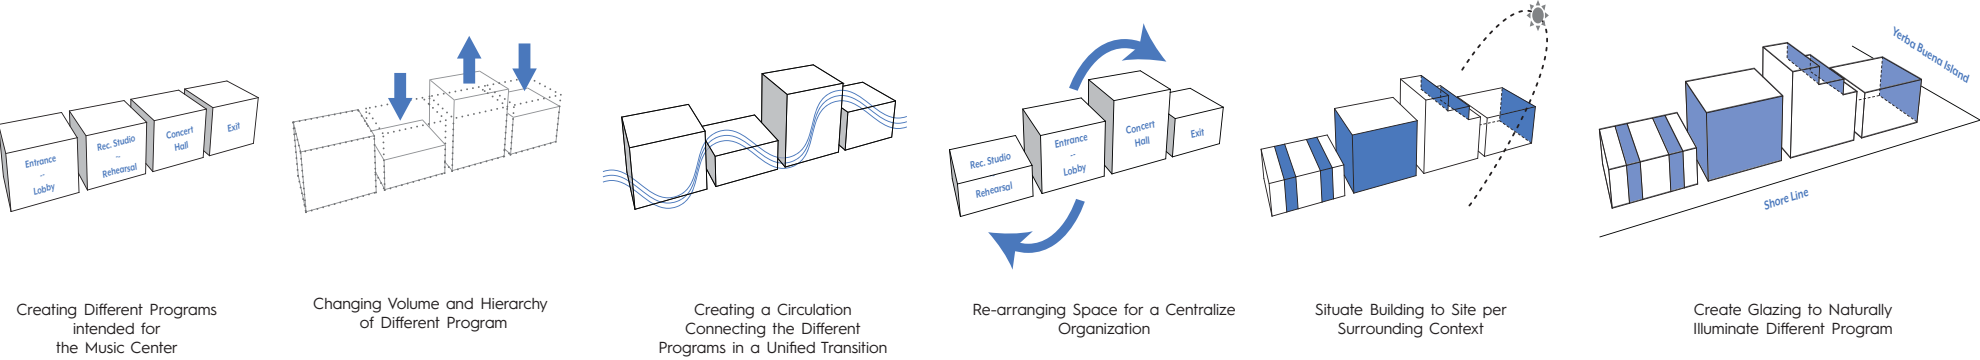 Entrance
–
Lobby
Rec. Studio
~
Rehearsal
Concert
Hall
Exit
Creating Different Programs
intended for
the Music Center
Changing Volume and Hierarchy
of Different Program
Creating a Circulation
Connecting the Different
Programs in a Unified Transition
Rec. Studio
Rehearsal
Entrance
–
Lobby
Concert
Hall
Exit
Re-arranging Space for a Centralize
Organization
Situate Building to Site per
Surrounding Context
Yerba Buena Island
Shore Line
Create Glazing to Naturally
Illuminate Different Program